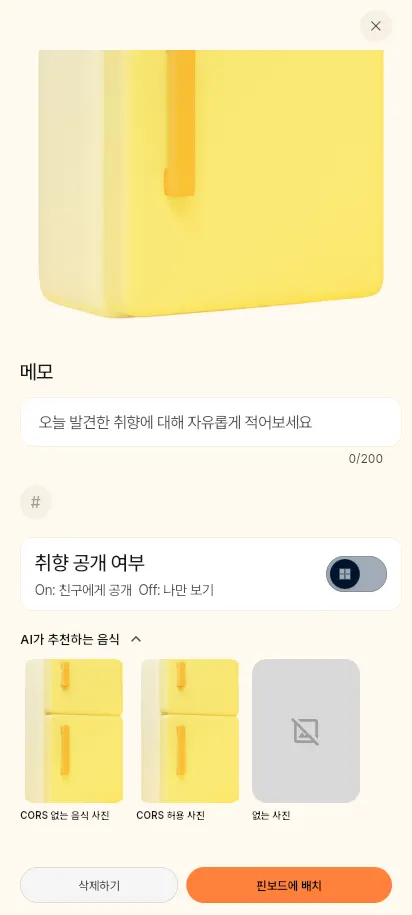 메모
오늘 발견한 취향에 대해 자유롭게 적어보세요
0/200
#
취향 공개 여부
On: 친구에게 공개  Off: 나만 보기
AI가 추천하는 음식
CORS 없는 음식 사진
CORS 허용 사진
없는 사진
삭제하기
핀보드에 배치